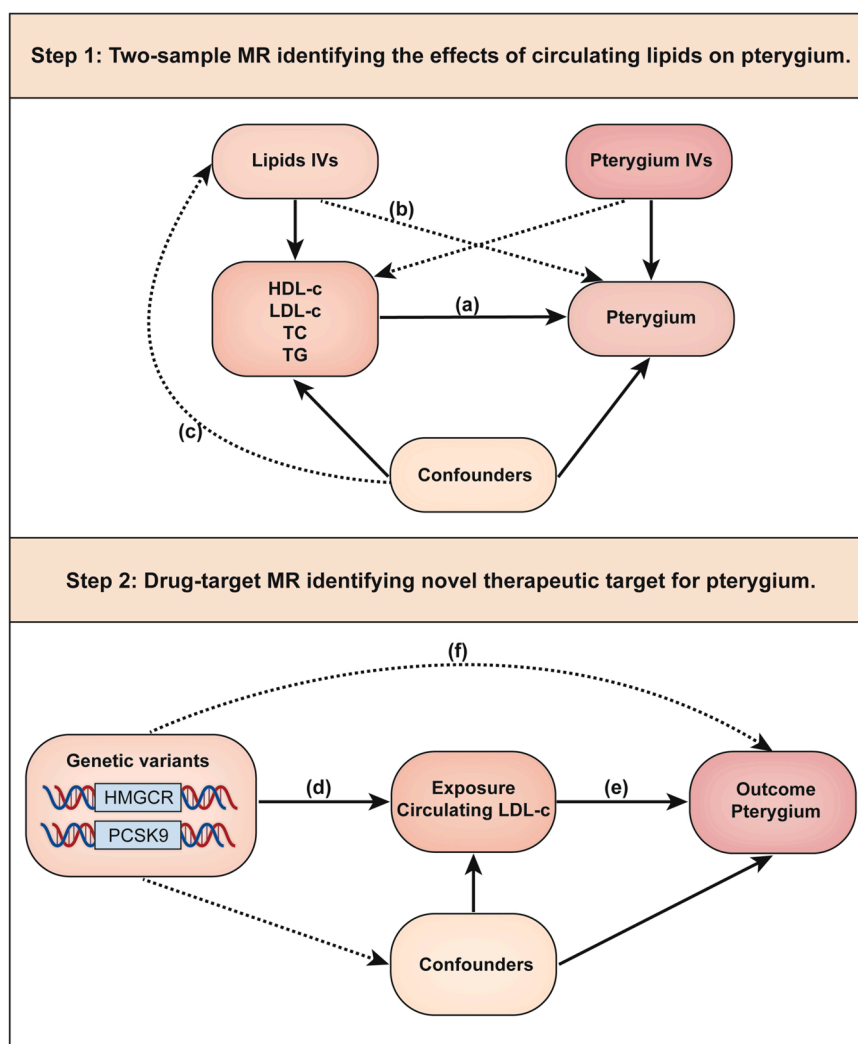 Step 1: Two-sample MR identifying the effects of circulating lipids on pterygium.
Lipids IVs
Pterygium IVs
(b)
HDL-c
LDL-c
TC
TG
(a)
Pterygium
(c)
Confounders
Step 2: Drug-target MR identifying novel therapeutic target for pterygium.
(f)
Genetic variants
HMGCR
PCSK9
(d)
Exposure
Circulating LDL-c
(e)
Outcome
Pterygium
Confounders